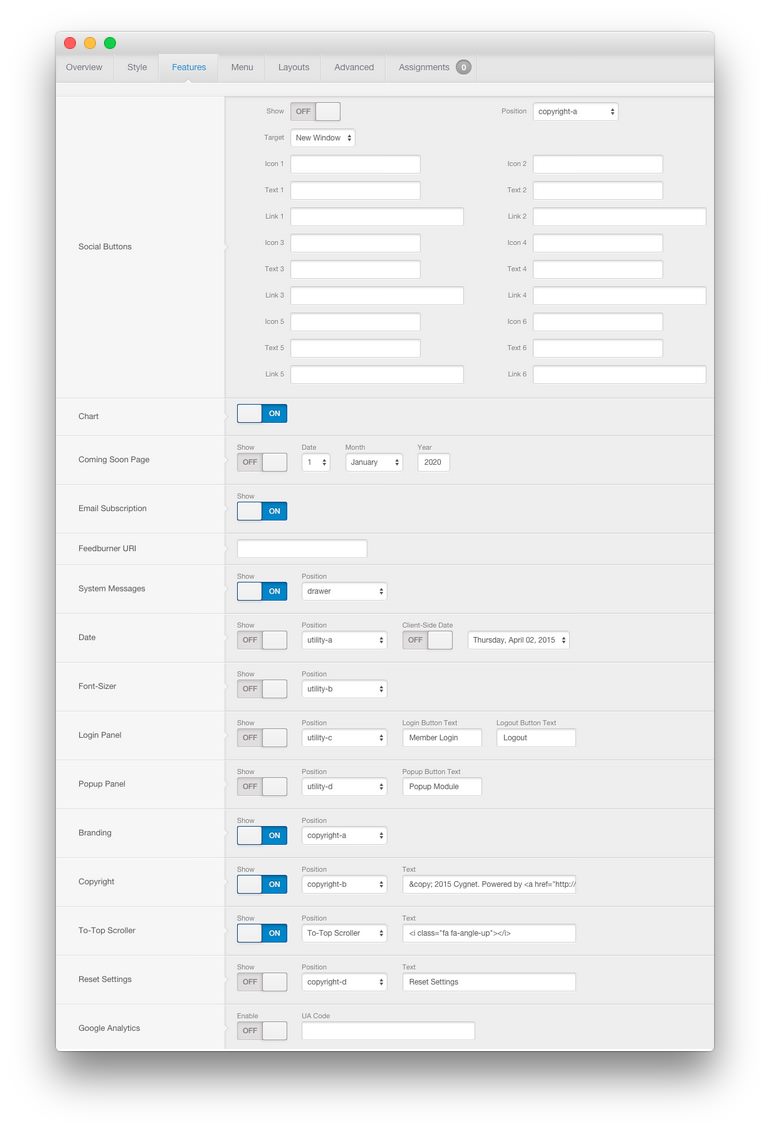 Overview Style Features Menu Layouts Advanced Assignments 0
Show OFF Position copyright-a
Target New Window
Icon 1 Icon 2
Text 1 Text 2
Link 1 Link 2
Social Buttons Icon 3 Icon 4
Text 3 Text 4
Link 3 Link 4
Icon 5 Icon 6
Text 5 Text 6
Link 5 Link 6
Chart ON
Show Date Month Year
Coming Soon Page OFF 1 January 2020
Show
Email Subscription ON
Feedburner URI
Show Position
System Messages ON drawer
Show Position Client-Side Date
Date OFF utility-a OFF Thursday, April 02, 2015
Show Position
Font-Sizer OFF utility-b
Show Position Login Button Text Logout Button Text
Login Panel OFF utility-c Member Login Logout
Show Position Popup Button Text
Popup Panel OFF utility-d Popup Module
Show Position
Branding ON copyright-a
Show Position Text
Copyright ON copyright-b &copy; 2015 Cygnet. Powered by <a href="http://
Show Position Text
To-Top Scroller ON To-Top Scroller <i class="fa fa-angle-up"></i>
Show Position Text
Reset Settings OFF copyright-d Reset Settings
Enable UA Code
Google Analytics OFF